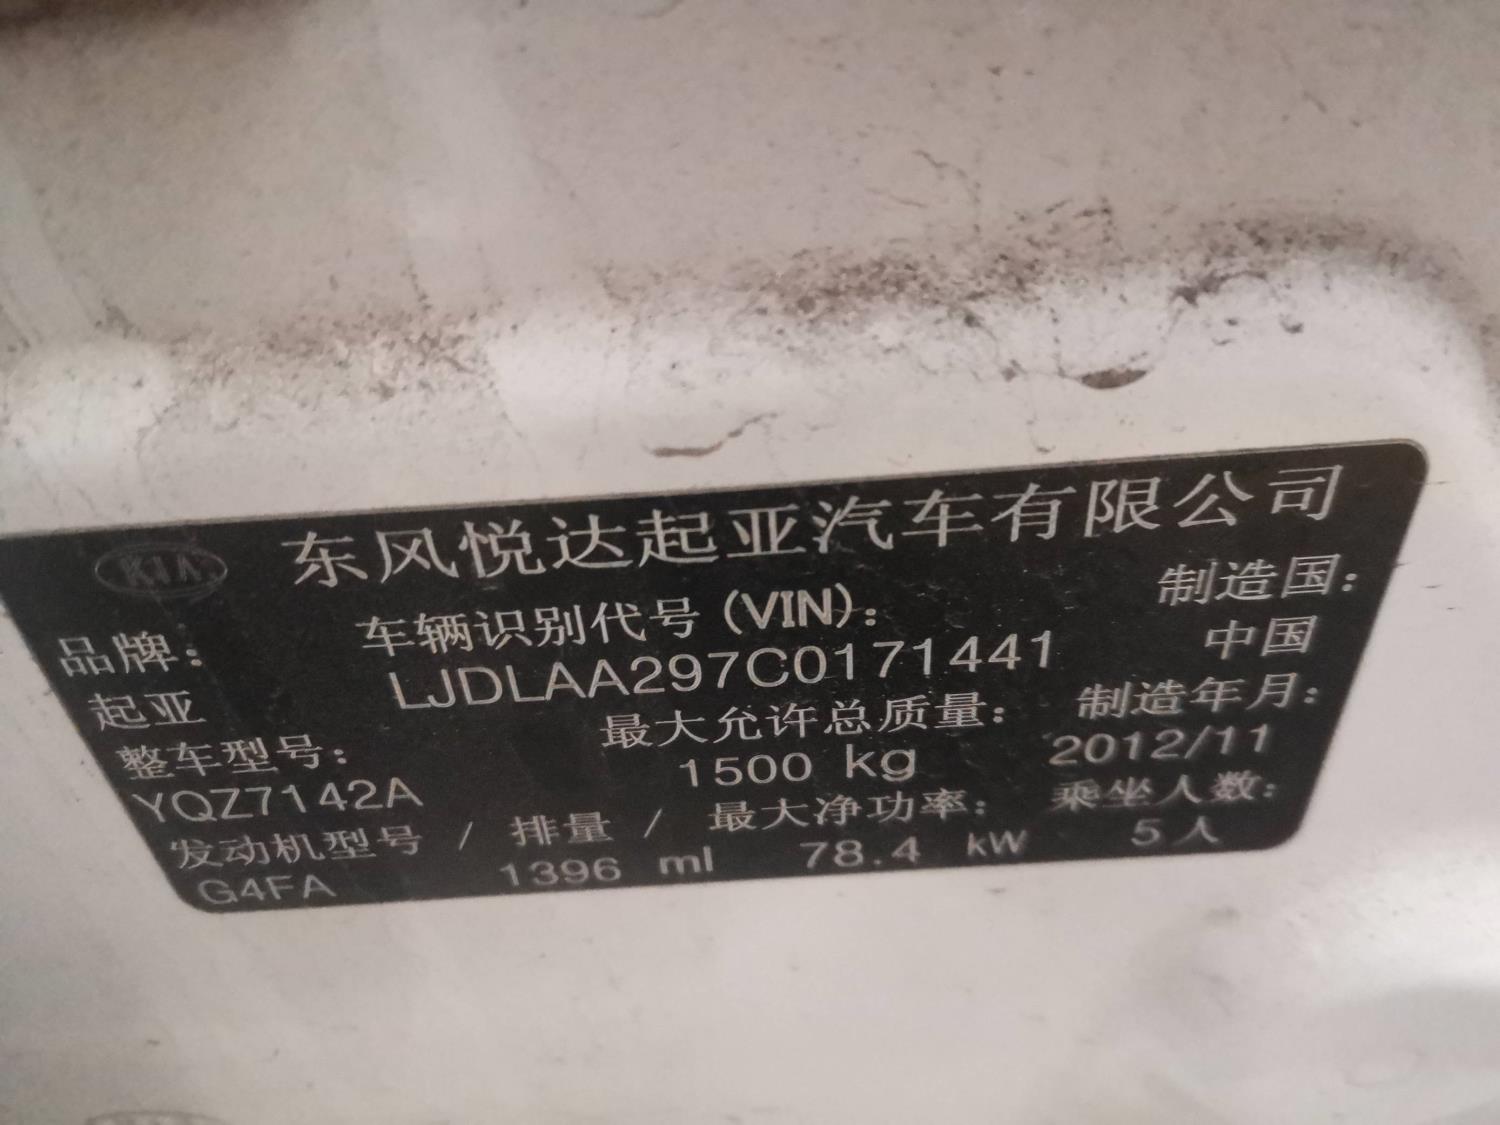 KIA 东风悦达起亚汽车有限公司
品牌: 车辆识别代号 (VIN): 制造国:
起亚 LJDLAA297C0171441 中国
整车型号: 最大允许总质量: 制造年月:
YQZ7142A 1500 kg 2012/11
发动机型号 / 排量 / 最大净功率: 乘坐人数:
G4FA 1396 ml 78.4 kW 5人